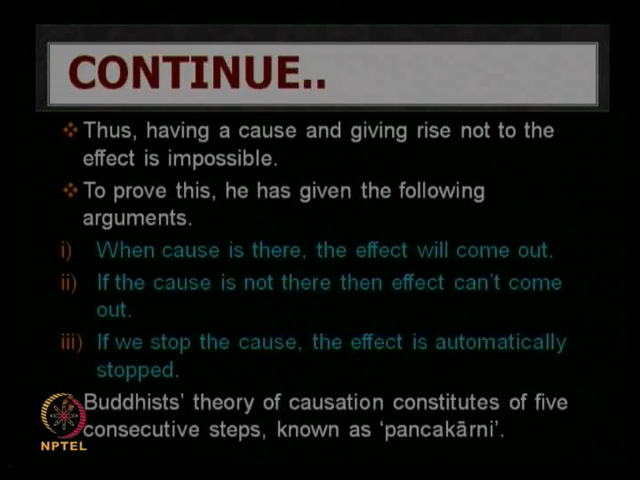 CONTINUE..
Thus, having a cause and giving rise not to the
effect is impossible.
To prove this, he has given the following
arguments.
i) When cause is there, the effect will come out.
ii) If the cause is not there then effect can't come
out.
iii) If we stop the cause, the effect is automatically
stopped.
Buddhists' theory of causation constitutes of five
consecutive steps, known as 'pancakārni'.
NPTEL